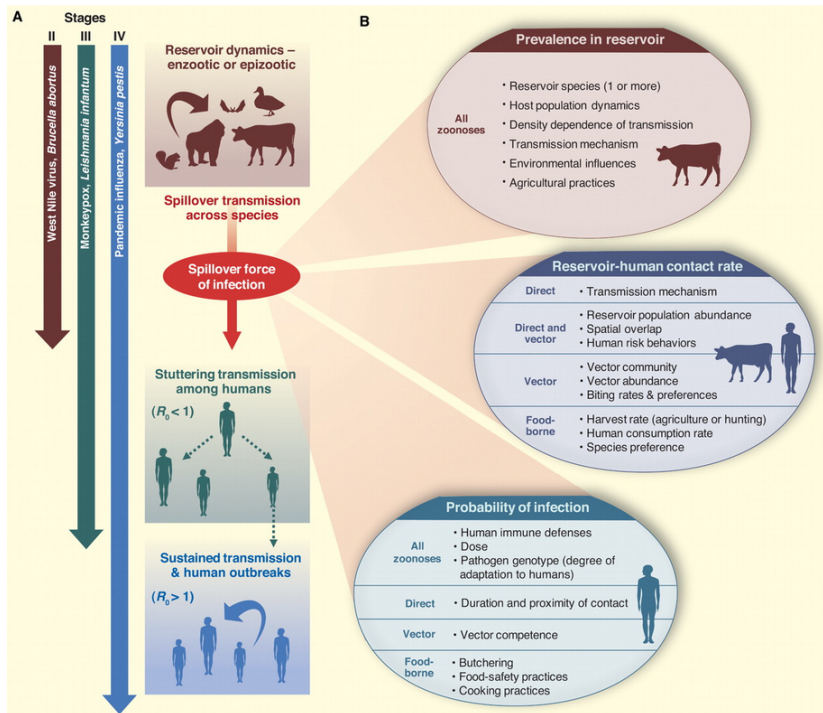 A
Stages
II
III
IV
West Nile virus, Brucella abortus
Monkeypox, Leishmania infantum
Pandemic influenza, Yersinia pestis
Reservoir dynamics –
enzootic or epizootic
Spillover transmission
across species
Spillover force
of infection
Stuttering transmission
among humans
(R0 < 1)
Sustained transmission
& human outbreaks
(R0 > 1)
B
Prevalence in reservoir
All
zoonoses
• Reservoir species (1 or more)
• Host population dynamics
• Density dependence of transmission
• Transmission mechanism
• Environmental influences
• Agricultural practices
Reservoir-human contact rate
Direct
• Transmission mechanism
Direct and
vector
• Reservoir population abundance
• Spatial overlap
• Human risk behaviors
Vector
• Vector community
• Vector abundance
• Biting rates & preferences
Food-
borne
• Harvest rate (agriculture or hunting)
• Human consumption rate
• Species preference
Probability of infection
All
zoonoses
• Human immune defenses
• Dose
• Pathogen genotype (degree of
adaptation to humans)
Direct
• Duration and proximity of contact
Vector
• Vector competence
Food-
borne
• Butchering
• Food-safety practices
• Cooking practices